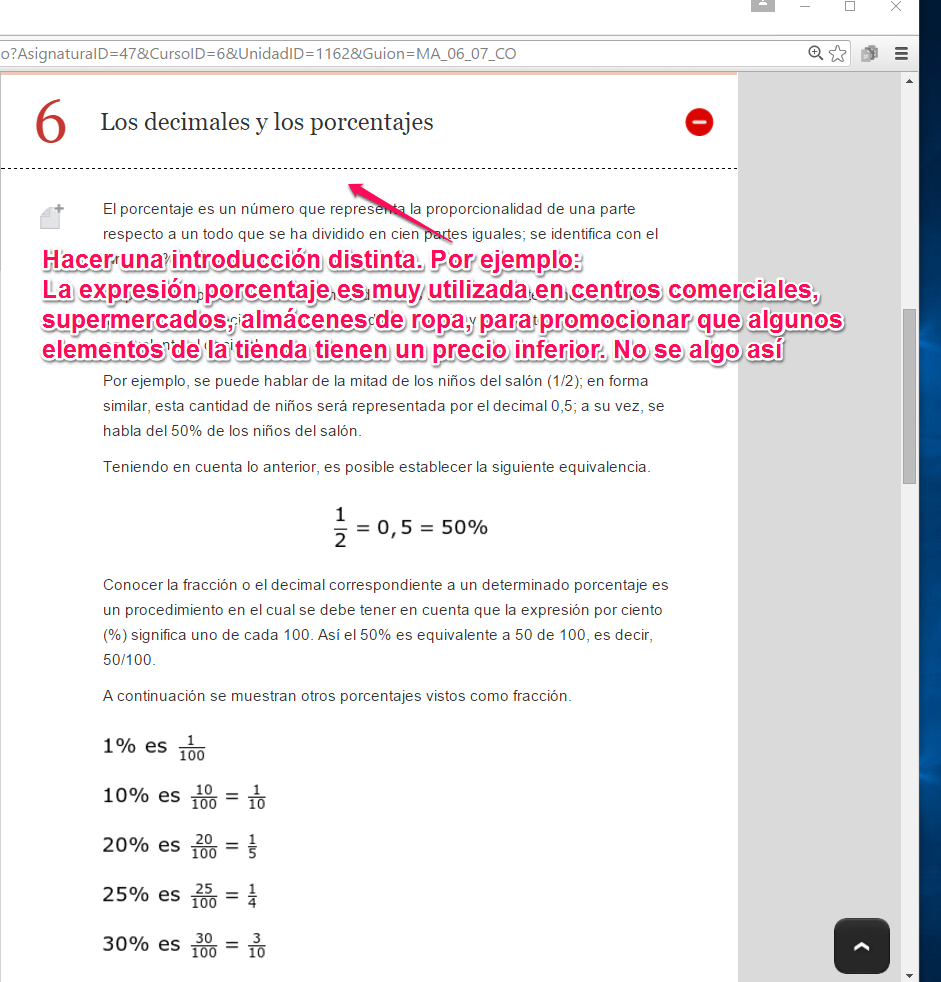 o?AsignaturaID=47&CursoID=6&UnidadID=1162&Guion=MA_06_07_CO
6 Los decimales y los porcentajes
El porcentaje es un número que representa la proporcionalidad de una parte
respecto a un todo que se ha dividido en cien partes iguales; se identifica con el
Hacer una introducción distinta. Por ejemplo:
La expresión porcentaje es muy utilizada en centros comerciales,
supermercados, almácenes de ropa, para promocionar que algunos
elementos de la tienda tienen un precio inferior. No se algo así
Por ejemplo, se puede hablar de la mitad de los niños del salón (1/2); en forma
similar, esta cantidad de niños será representada por el decimal 0,5; a su vez, se
habla del 50% de los niños del salón.
Teniendo en cuenta lo anterior, es posible establecer la siguiente equivalencia.
1/2 = 0,5 = 50%
Conocer la fracción o el decimal correspondiente a un determinado porcentaje es
un procedimiento en el cual se debe tener en cuenta que la expresión por ciento
(%) significa uno de cada 100. Así el 50% es equivalente a 50 de 100, es decir,
50/100.
A continuación se muestran otros porcentajes vistos como fracción.
1% es 1/100
10% es 10/100 = 1/10
20% es 20/100 = 1/5
25% es 25/100 = 1/4
30% es 30/100 = 3/10